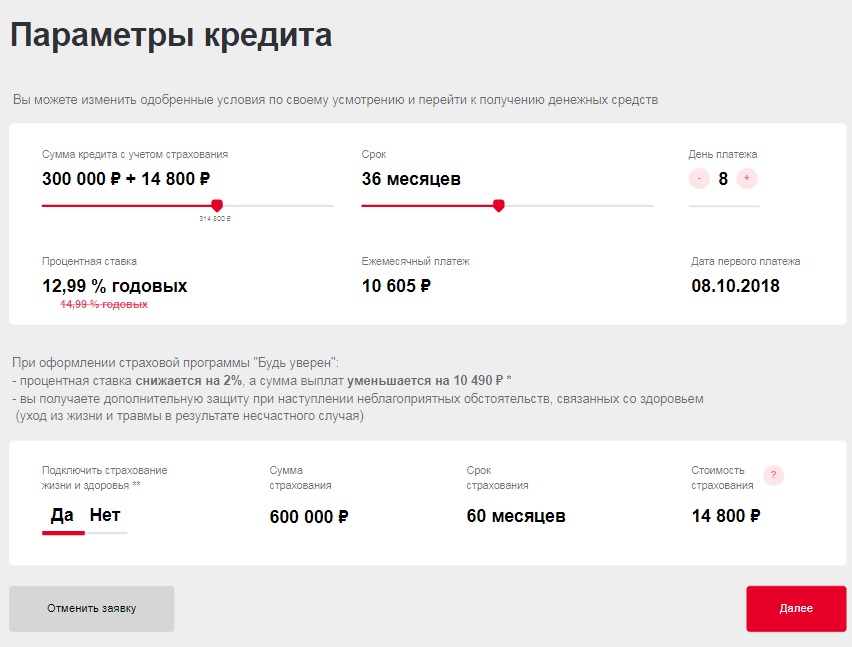 Параметры кредита
Вы можете изменить одобренные условия по своему усмотрению и перейти к получению денежных средств
Сумма кредита с учетом страхования
Срок
День платежа
300 000 ₽ + 14 800 ₽
36 месяцев
- 8 +
314 800 ₽
Процентная ставка
Ежемесячный платеж
Дата первого платежа
12,99 % годовых
10 605 ₽
08.10.2018
14,99 % годовых
При оформлении страховой программы "Будь уверен":
- процентная ставка снижается на 2%, а сумма выплат уменьшается на 10 490 ₽ *
- вы получаете дополнительную защиту при наступлении неблагоприятных обстоятельств, связанных со здоровьем
(уход из жизни и травмы в результате несчастного случая)
Подключить страхование
жизни и здоровья **
Сумма
страхования
Срок
страхования
Стоимость
страхования
?
Да Нет
600 000 ₽
60 месяцев
14 800 ₽
Отменить заявку
Далее